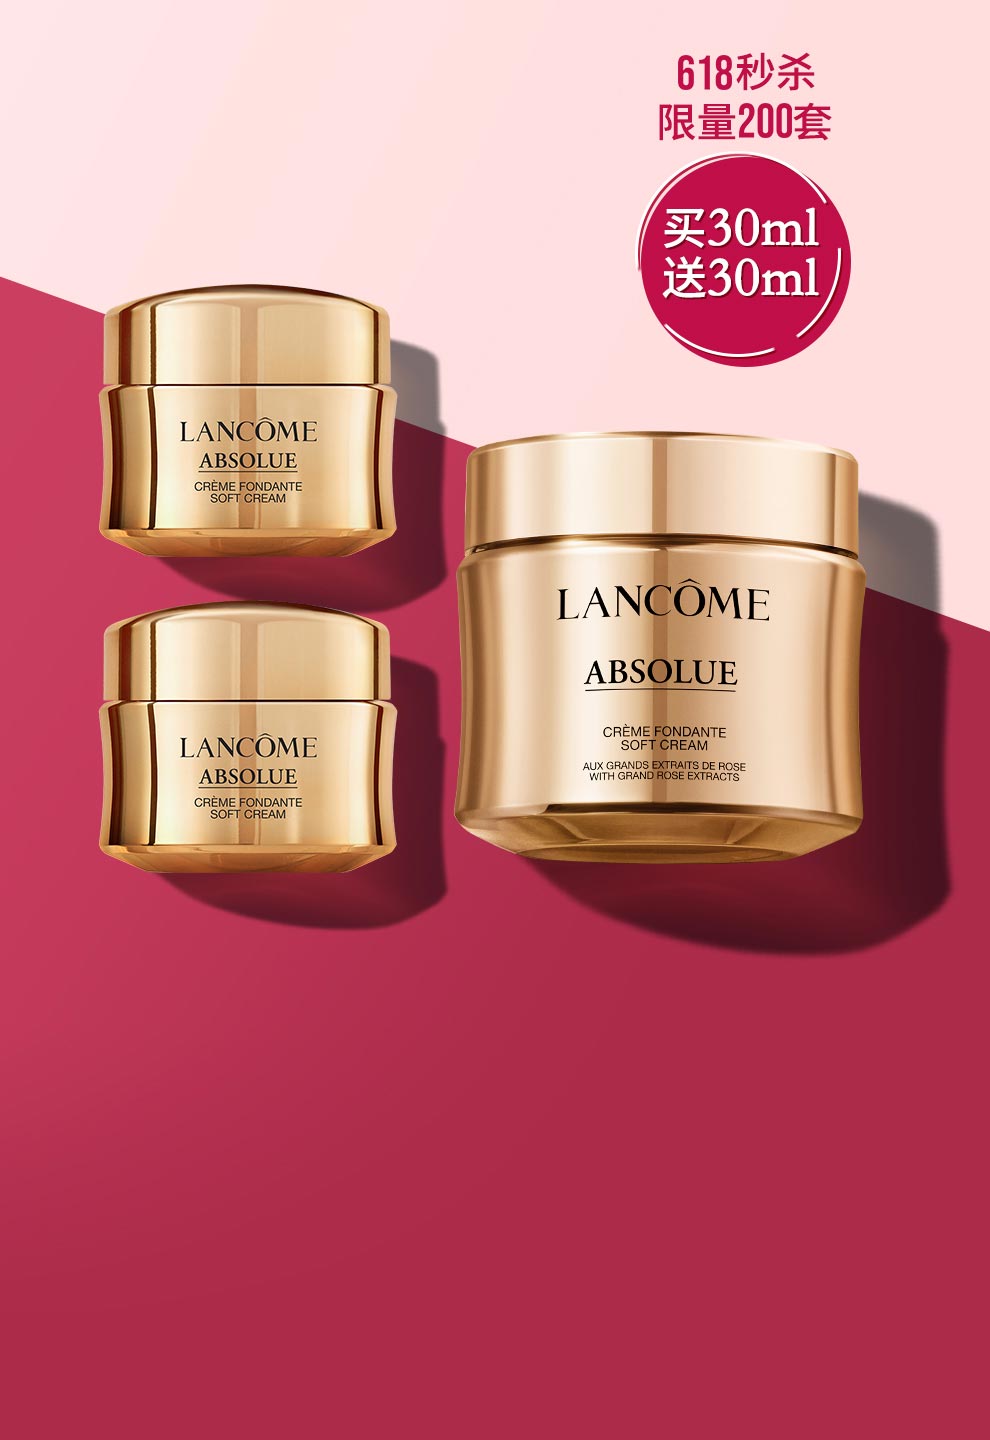 618秒杀
限量200套
买30ml
送30ml
LANCÔME
ABSOLUE
CRÈME FONDANTE
SOFT CREAM
LANCÔME
ABSOLUE
CRÈME FONDANTE
SOFT CREAM
LANCÔME
ABSOLUE
CRÈME FONDANTE
SOFT CREAM
AUX GRANDS EXTRAITS DE ROSE
WITH GRAND ROSE EXTRACTS